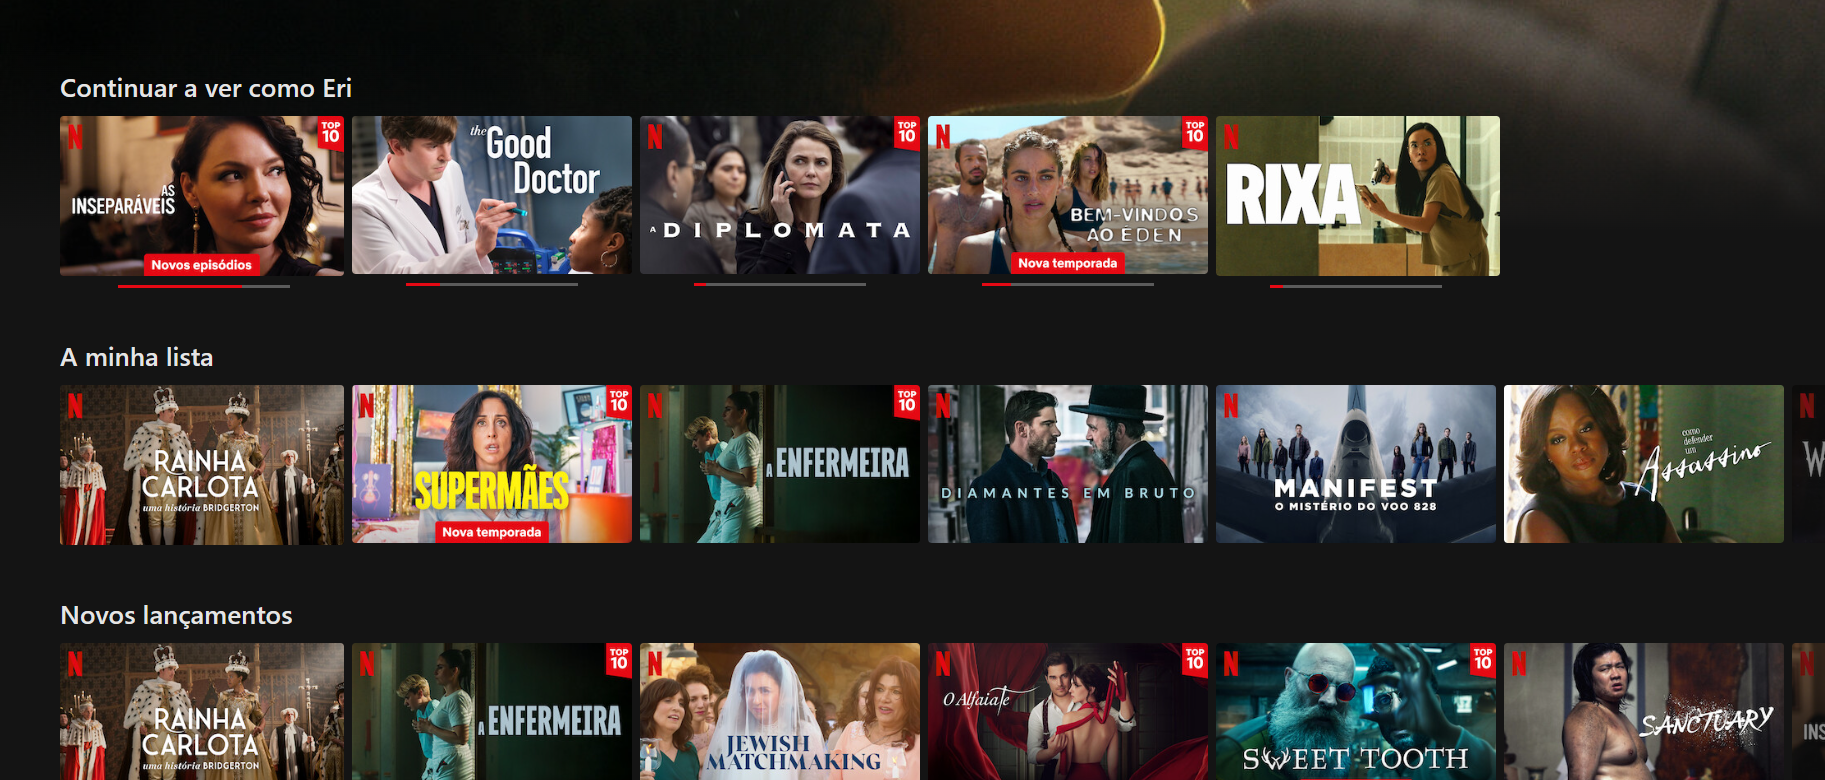 Continuar a ver como Eri
N
TOP
10
AS
INSEPARÁVEIS
Novos episódios
the
Good
Doctor
N
TOP
10
A DIPLOMATA
N
TOP
10
BEM-VINDOS
AO ÉDEN
Nova temporada
N
RIXA
A minha lista
N
RAINHA
CARLOTA
uma história BRIDGERTON
N
TOP
10
SUPERMÃES
Nova temporada
N
TOP
10
A ENFERMEIRA
N
DIAMANTES EM BRUTO
N
MANIFEST
O MISTÉRIO DO VOO 828
como
defender
um
Assassino
N
W
Novos lançamentos
N
RAINHA
CARLOTA
uma história BRIDGERTON
N
TOP
10
A ENFERMEIRA
N
JEWISH
MATCHMAKING
N
TOP
10
O Alfaiate
N
TOP
10
SWEET TOOTH
N
SANCTUARY
N
INS